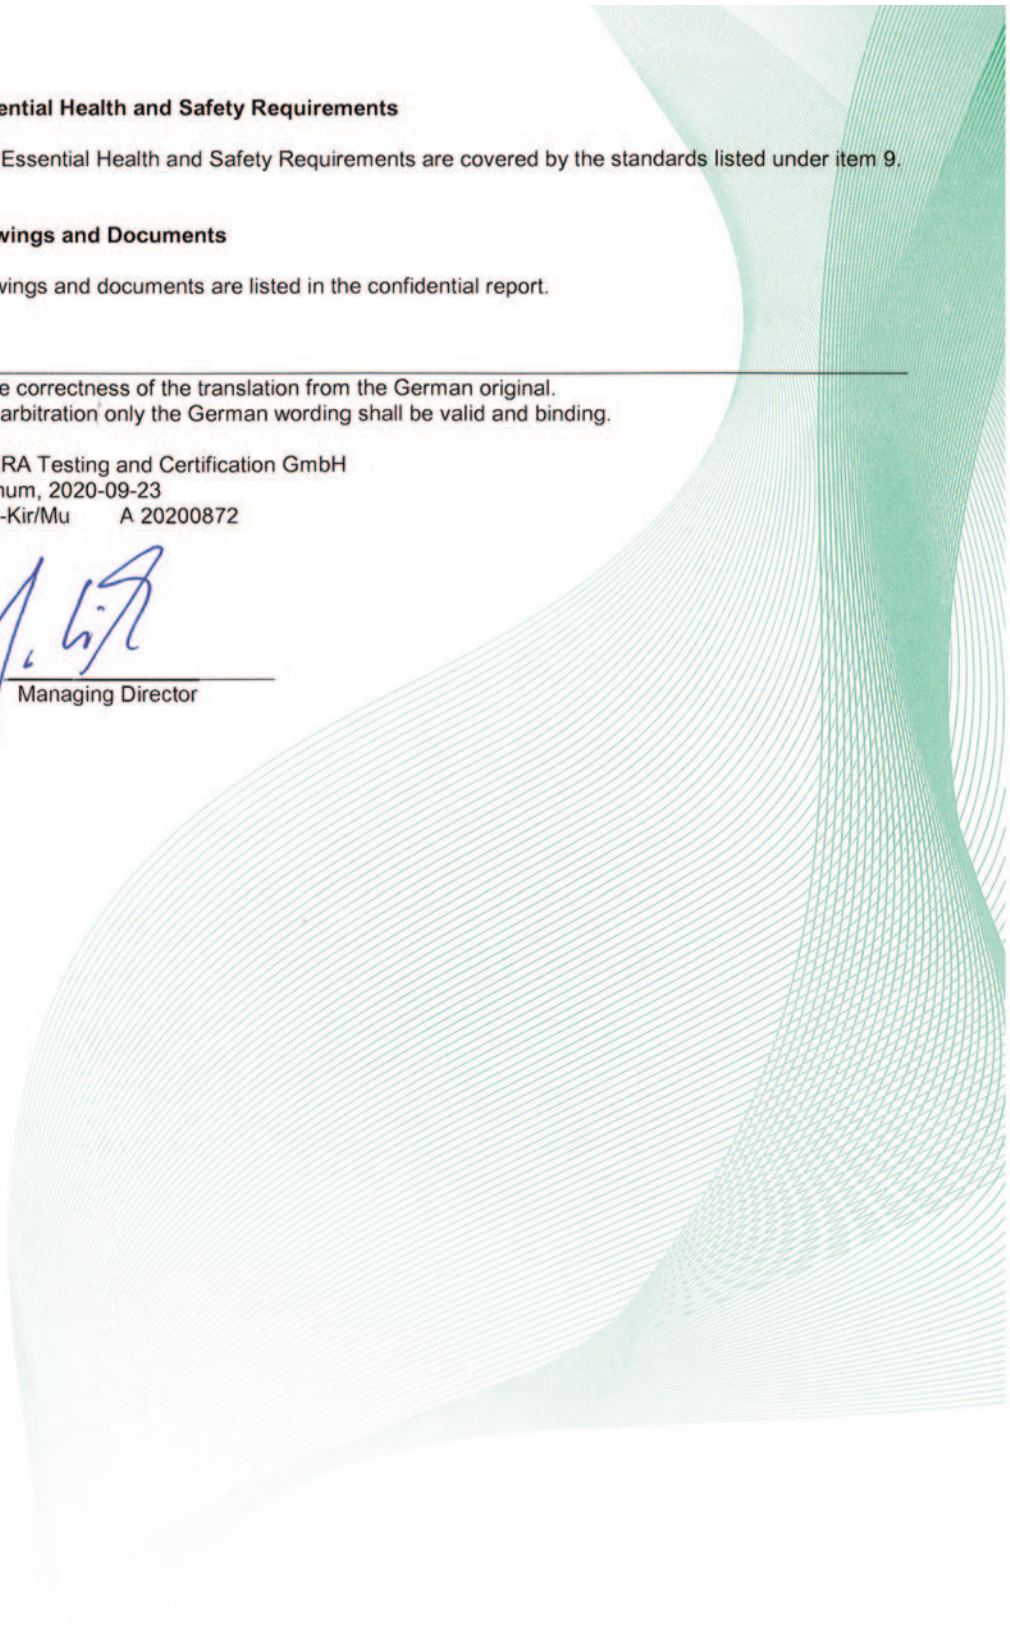 ential Health and Safety Requirements
Essential Health and Safety Requirements are covered by the standards listed under item 9.
wings and Documents
wings and documents are listed in the confidential report.
e correctness of the translation from the German original.
arbitration only the German wording shall be valid and binding.
RA Testing and Certification GmbH
num, 2020-09-23
-Kir/Mu A 20200872
Managing Director